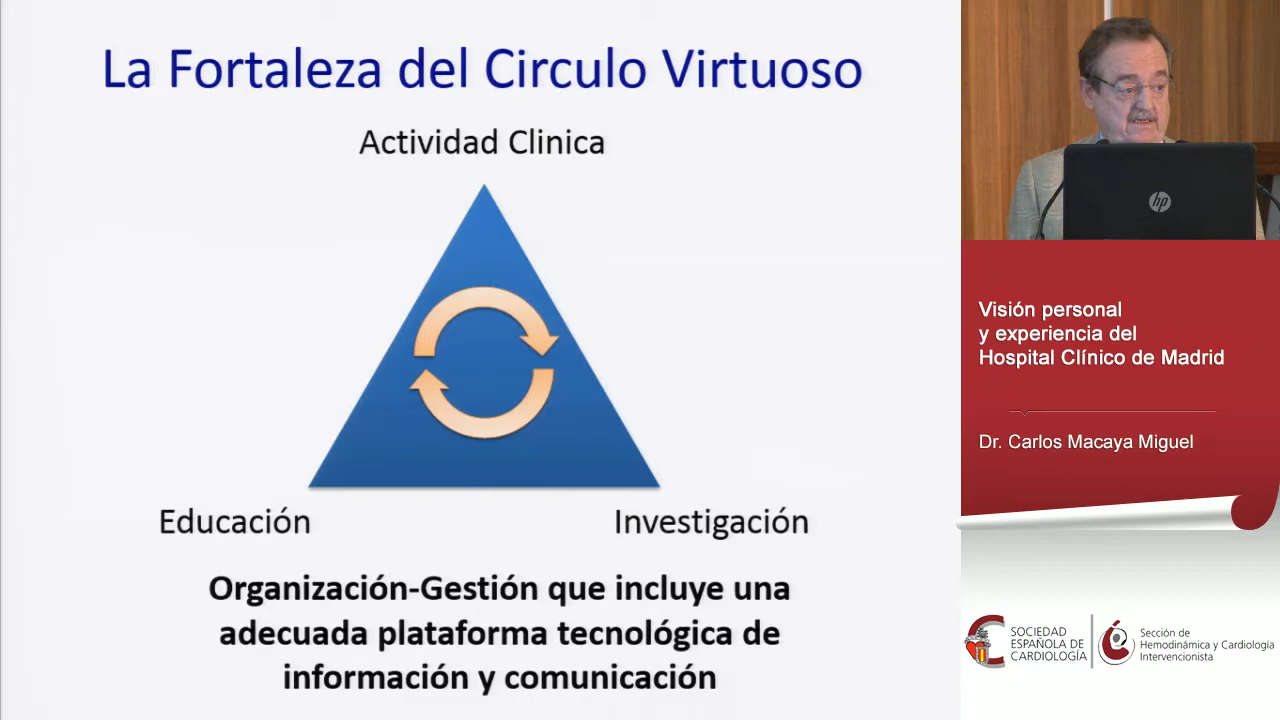 La Fortaleza del Circulo Virtuoso
Actividad Clinica
Educación
Investigación
Organización-Gestión que incluye una
adecuada plataforma tecnológica de
información y comunicación
hp
Visión personal
y experiencia del
Hospital Clínico de Madrid
Dr. Carlos Macaya Miguel
SOCIEDAD
ESPAÑOLA DE
CARDIOLOGÍA
Sección de
Hemodinámica y Cardiología
Intervencionista